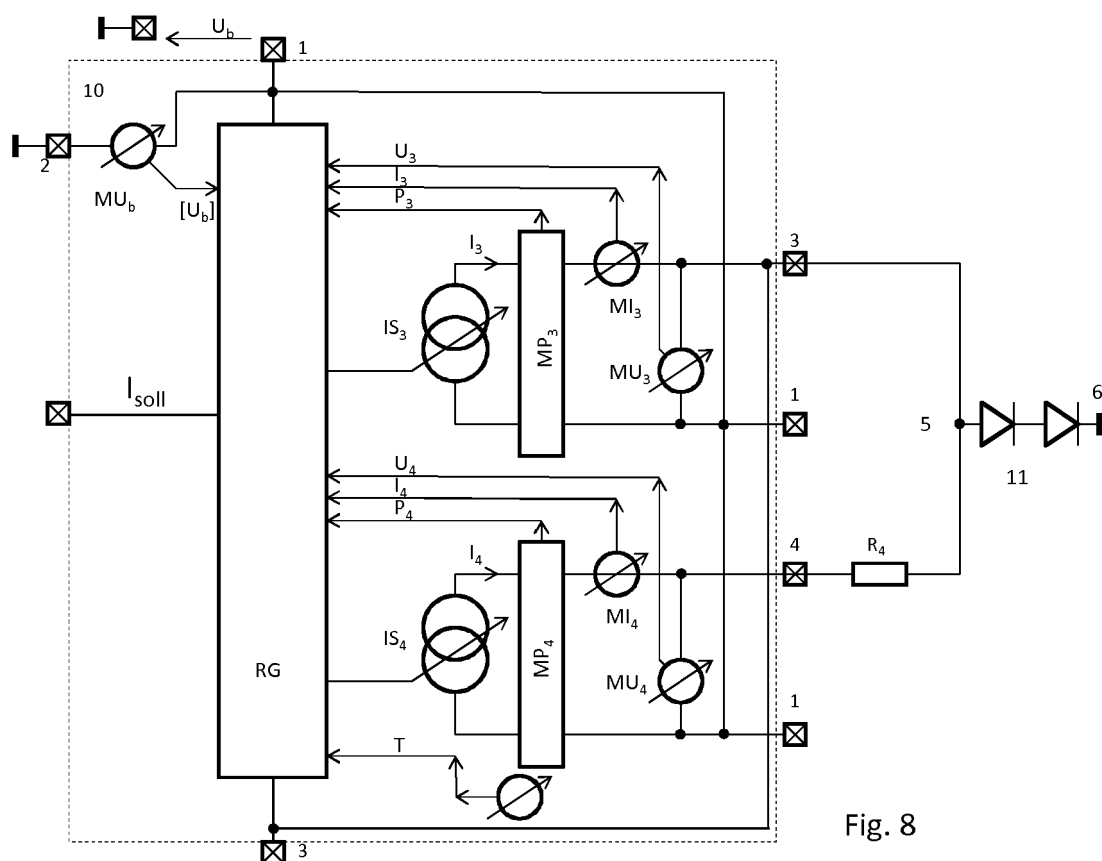 U_b
1
10
2
MU_b
[U_b]
U_3
I_3
P_3
I_3
3
IS_3
MP_3
MI_3
MU_3
I_soll
1
5
6
11
U_4
I_4
P_4
I_4
4
R_4
IS_4
MP_4
MI_4
RG
MU_4
1
T
Fig. 8
3